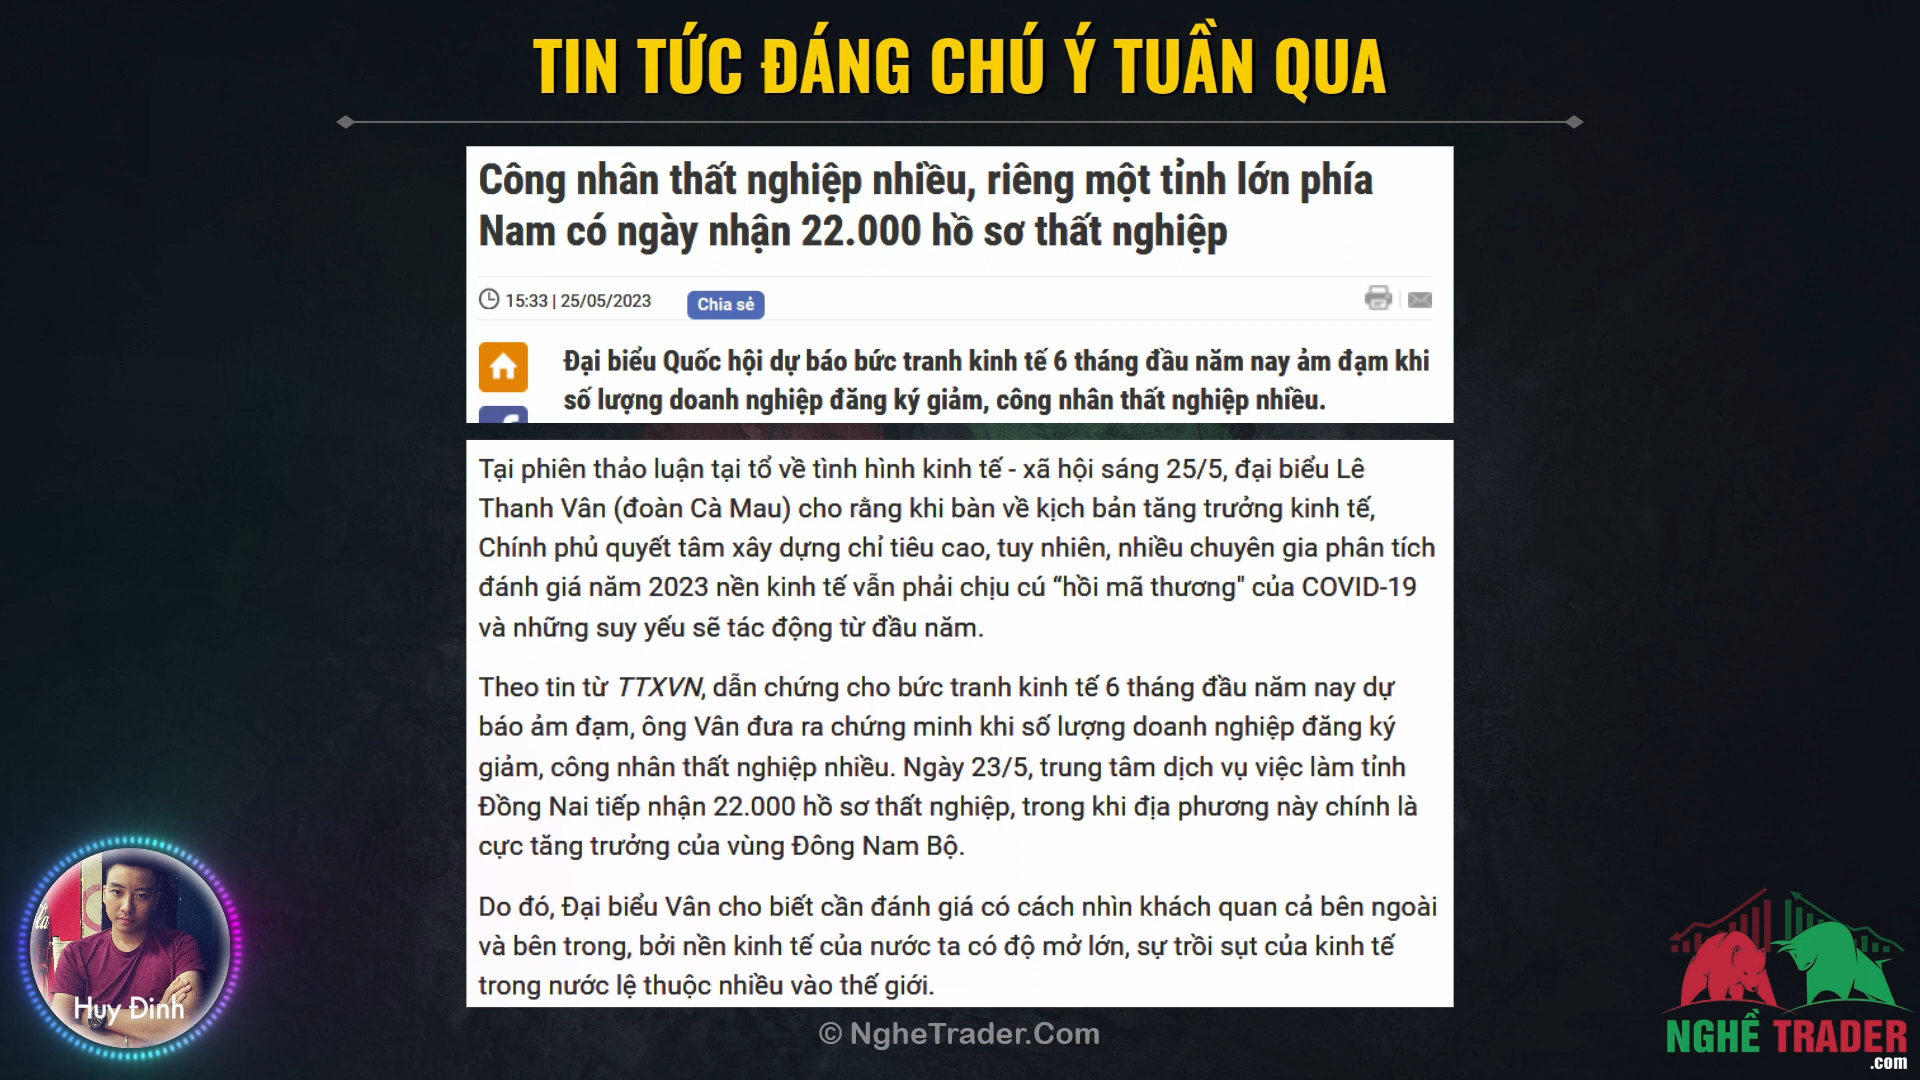 TIN TỨC ĐÁNG CHÚ Ý TUẦN QUA
Công nhân thất nghiệp nhiều, riêng một tỉnh lớn phía
Nam có ngày nhận 22.000 hồ sơ thất nghiệp
15:33 | 25/05/2023
Chia sẻ
Đại biểu Quốc hội dự báo bức tranh kinh tế 6 tháng đầu năm nay ảm đạm khi
số lượng doanh nghiệp đăng ký giảm, công nhân thất nghiệp nhiều.
Tại phiên thảo luận tại tổ về tình hình kinh tế - xã hội sáng 25/5, đại biểu Lê
Thanh Vân (đoàn Cà Mau) cho rằng khi bàn về kịch bản tăng trưởng kinh tế,
Chính phủ quyết tâm xây dựng chỉ tiêu cao, tuy nhiên, nhiều chuyên gia phân tích
đánh giá năm 2023 nền kinh tế vẫn phải chịu cú “hồi mã thương" của COVID-19
và những suy yếu sẽ tác động từ đầu năm.
Theo tin từ TTXVN, dẫn chứng cho bức tranh kinh tế 6 tháng đầu năm nay dự
báo ảm đạm, ông Vân đưa ra chứng minh khi số lượng doanh nghiệp đăng ký
giảm, công nhân thất nghiệp nhiều. Ngày 23/5, trung tâm dịch vụ việc làm tỉnh
Đồng Nai tiếp nhận 22.000 hồ sơ thất nghiệp, trong khi địa phương này chính là
cực tăng trưởng của vùng Đông Nam Bộ.
Do đó, Đại biểu Vân cho biết cần đánh giá có cách nhìn khách quan cả bên ngoài
và bên trong, bởi nền kinh tế của nước ta có độ mở lớn, sự trồi sụt của kinh tế
trong nước lệ thuộc nhiều vào thế giới.
Huy Đinh
© NgheTrader.Com
NGHỀ TRADER
.com